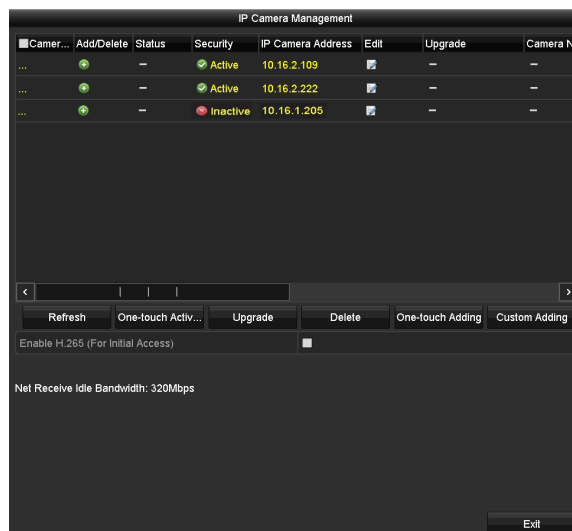 IP Camera Management
Camer... Add/Delete Status Security IP Camera Address Edit Upgrade Camera N
... – Active 10.16.2.109 –  –
... – Active 10.16.2.222 –  –
... – Inactive 10.16.1.205 –  –
Refresh One-touch Activ... Upgrade Delete One-touch Adding Custom Adding
Enable H.265 (For Initial Access)
Net Receive Idle Bandwidth: 320Mbps
Exit